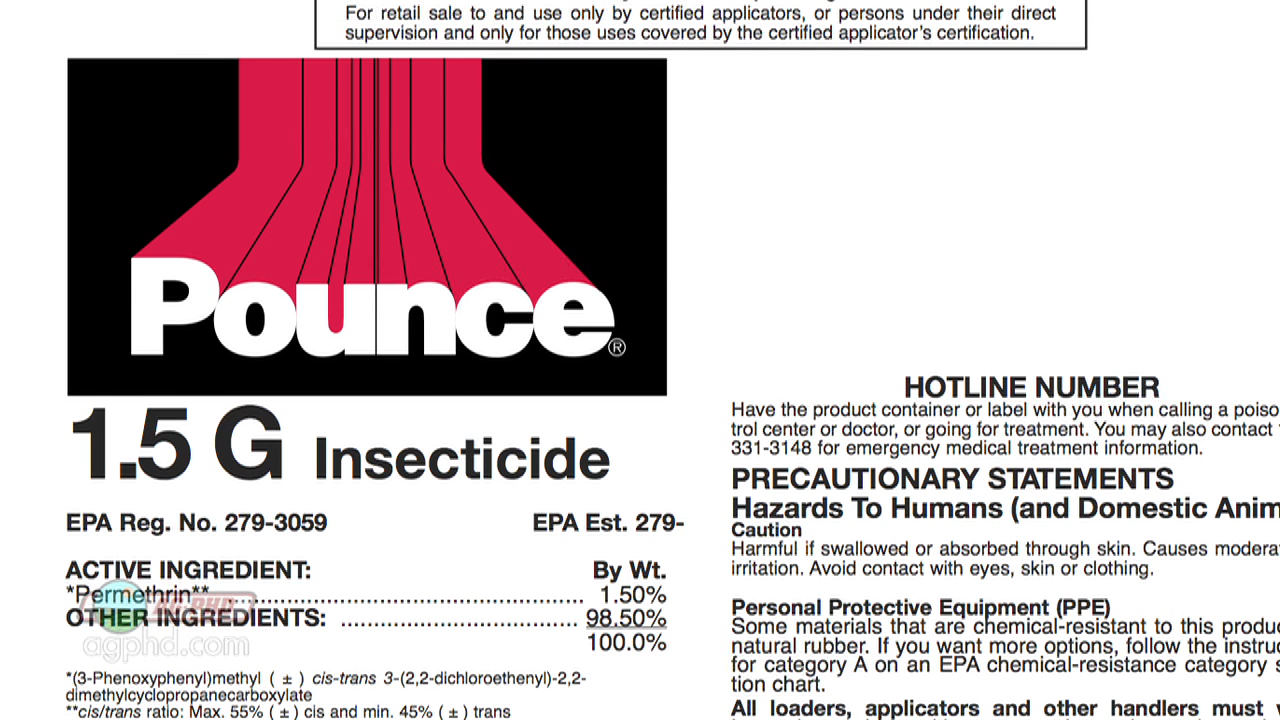 For retail sale to and use only by certified applicators, or persons under their direct
supervision and only for those uses covered by the certified applicator's certification.
Pounce®
1.5 G Insecticide
EPA Reg. No. 279-3059 EPA Est. 279-
ACTIVE INGREDIENT: By Wt.
*Permethrin** ................................................ 1.50%
OTHER INGREDIENTS: ................................ 98.50%
100.0%
AG PHD
agphd.com
*(3-Phenoxyphenyl)methyl ( ± ) cis-trans 3-(2,2-dichloroethenyl)-2,2-
dimethylcyclopropanecarboxylate
**cis/trans ratio: Max. 55% ( ± ) cis and min. 45% ( ± ) trans
HOTLINE NUMBER
Have the product container or label with you when calling a poiso
trol center or doctor, or going for treatment. You may also contact
331-3148 for emergency medical treatment information.
PRECAUTIONARY STATEMENTS
Hazards To Humans (and Domestic Anim
Caution
Harmful if swallowed or absorbed through skin. Causes modera
irritation. Avoid contact with eyes, skin or clothing.
Personal Protective Equipment (PPE)
Some materials that are chemical-resistant to this produ
natural rubber. If you want more options, follow the instru
for category A on an EPA chemical-resistance category s
tion chart.
All loaders, applicators and other handlers must